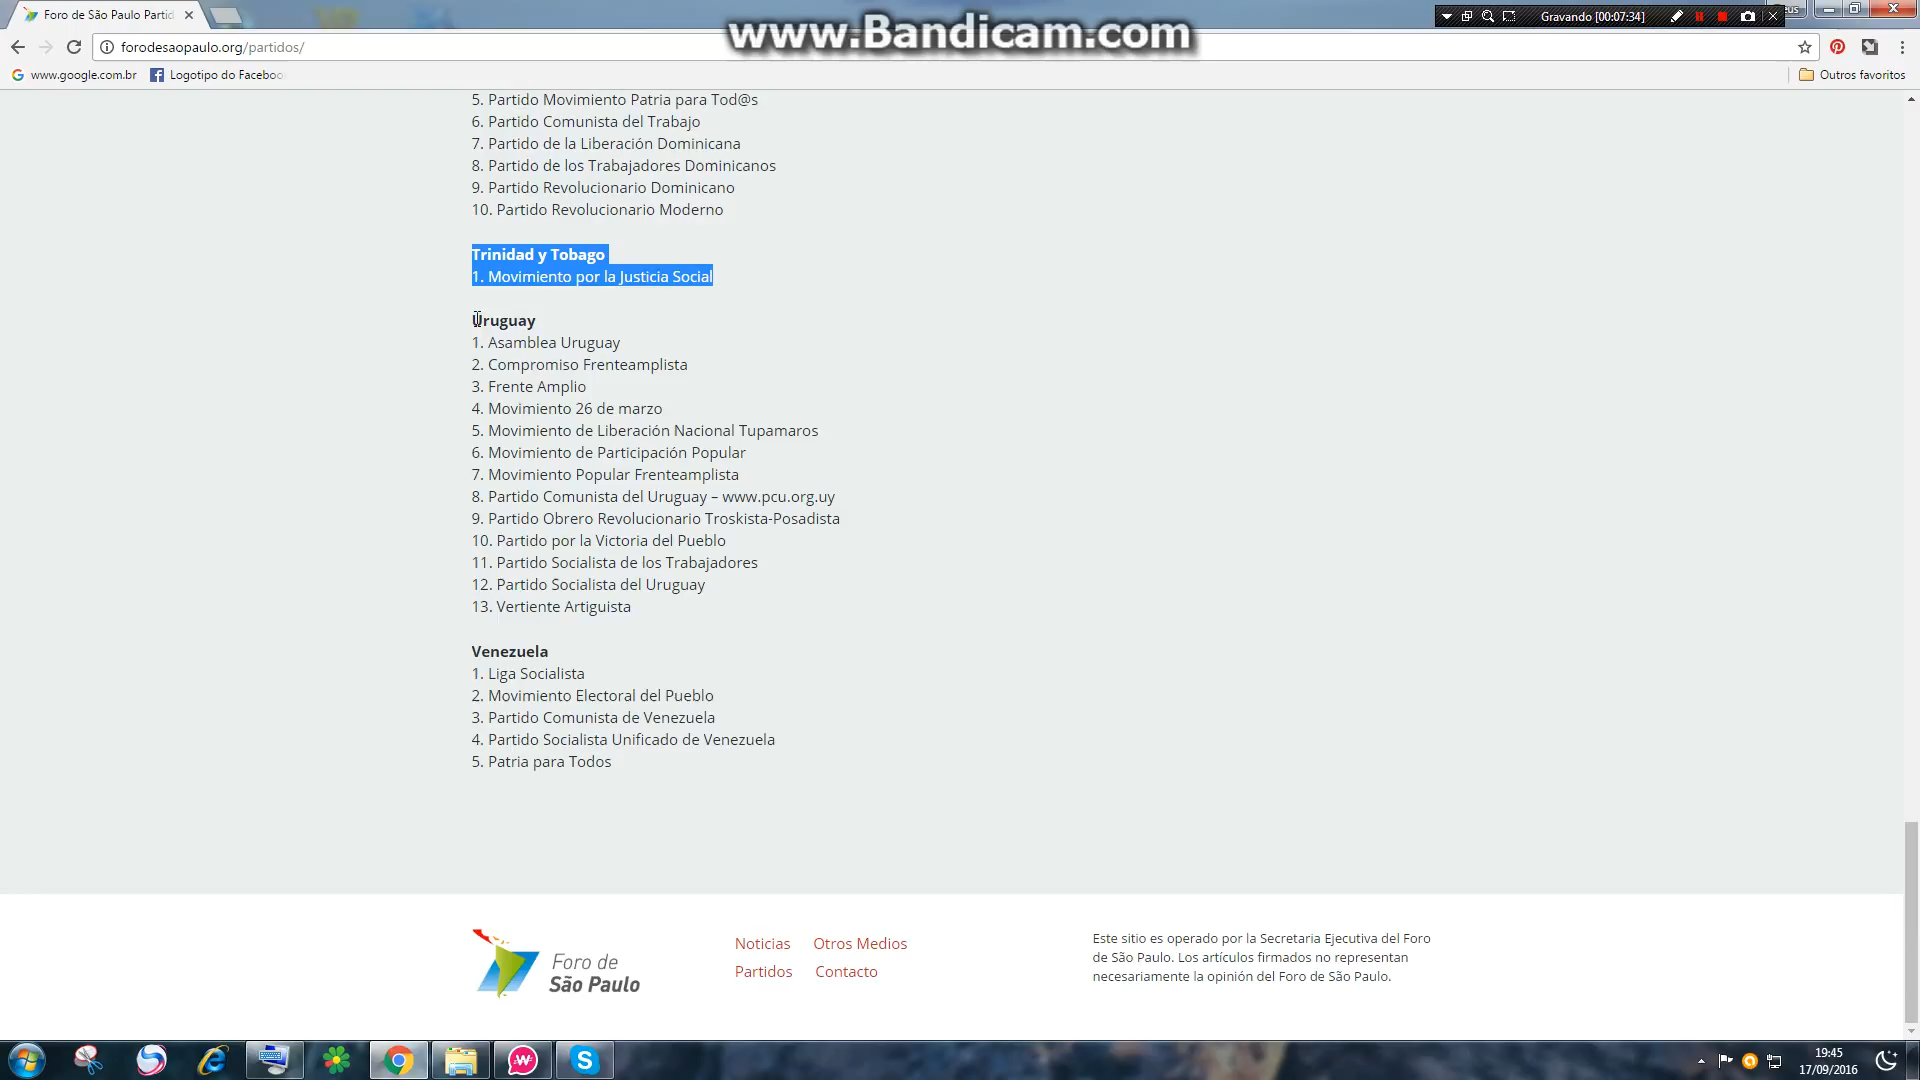 Foro de São Paulo Partid
www.Bandicam.com
Gravando [00:07:34]
forodesaopaulo.org/partidos/
www.google.com.br
Logotipo do Faceboo
Outros favoritos
5. Partido Movimiento Patria para Tod@s
6. Partido Comunista del Trabajo
7. Partido de la Liberación Dominicana
8. Partido de los Trabajadores Dominicanos
9. Partido Revolucionario Dominicano
10. Partido Revolucionario Moderno
Trinidad y Tobago
1. Movimiento por la Justicia Social
Uruguay
1. Asamblea Uruguay
2. Compromiso Frenteamplista
3. Frente Amplio
4. Movimiento 26 de marzo
5. Movimiento de Liberación Nacional Tupamaros
6. Movimiento de Participación Popular
7. Movimiento Popular Frenteamplista
8. Partido Comunista del Uruguay – www.pcu.org.uy
9. Partido Obrero Revolucionario Troskista-Posadista
10. Partido por la Victoria del Pueblo
11. Partido Socialista de los Trabajadores
12. Partido Socialista del Uruguay
13. Vertiente Artiguista
Venezuela
1. Liga Socialista
2. Movimiento Electoral del Pueblo
3. Partido Comunista de Venezuela
4. Partido Socialista Unificado de Venezuela
5. Patria para Todos
Foro de
São Paulo
Noticias Otros Medios
Partidos Contacto
Este sitio es operado por la Secretaria Ejecutiva del Foro
de São Paulo. Los artículos firmados no representan
necesariamente la opinión del Foro de São Paulo.
19:45
17/09/2016